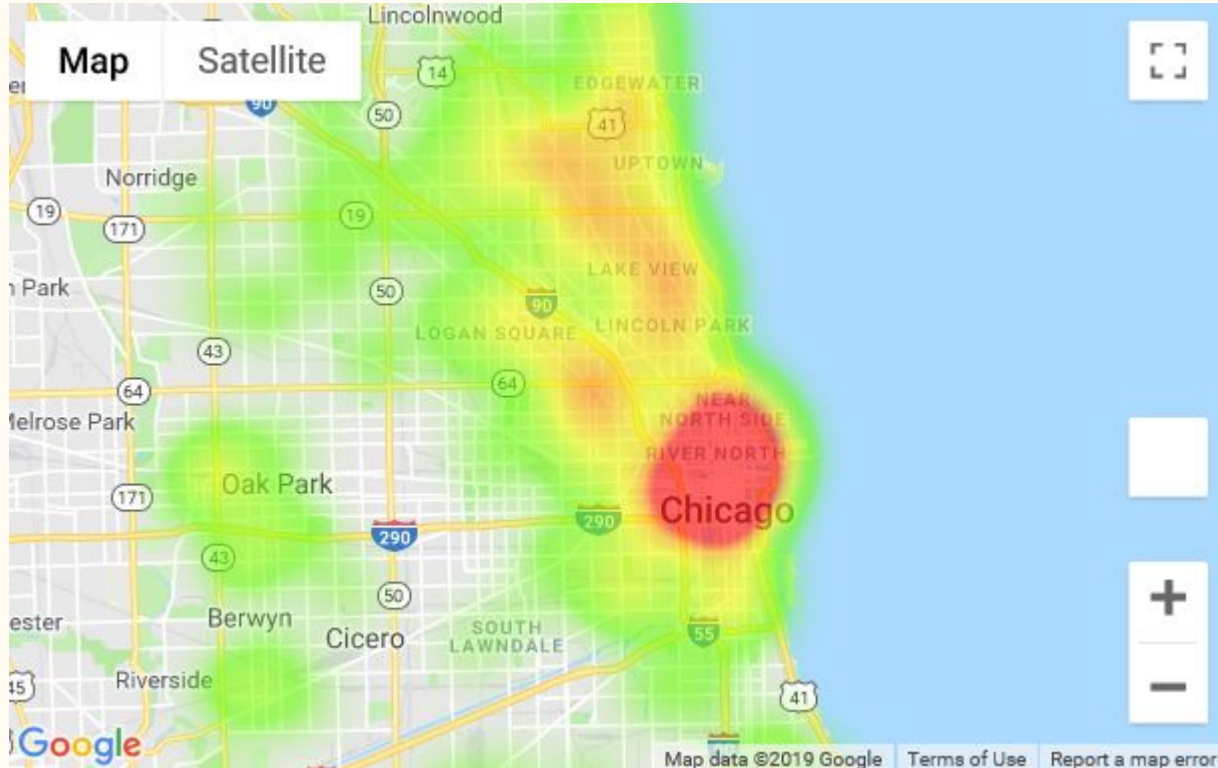 Lincolnwood
Map
Satellite
14
EDGEWATER
90
50
41
UPTOWN
Norridge
19
19
171
LAKE VIEW
n Park
50
90
LOGAN SQUARE
LINCOLN PARK
43
64
64
NEAR
NORTH SIDE
Melrose Park
RIVER NORTH
Oak Park
171
Chicago
290
290
43
50
Berwyn
ester
Cicero
SOUTH
LAWNDALE
55
Riverside
45
41
Google
Map data ©2019 Google
Terms of Use
Report a map error